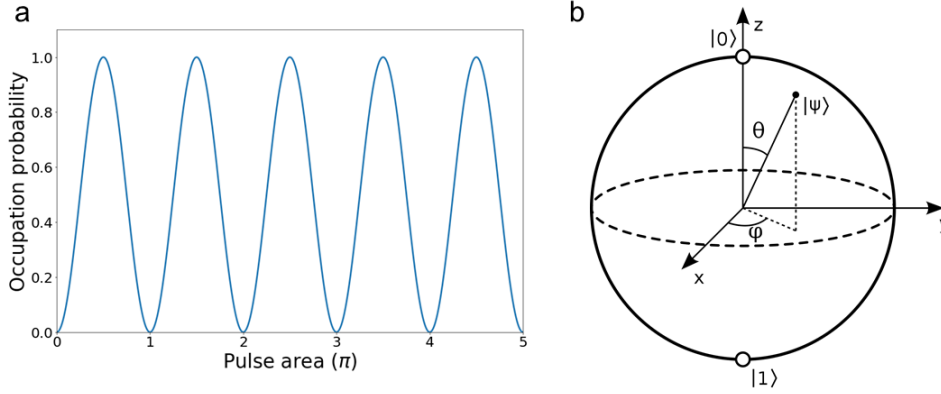 a
1.0
0.8
0.6
0.4
0.2
0.0
Occupation probability
0 1 2 3 4 5
Pulse area (π)
b
z
|0⟩
|ψ⟩
θ
y
φ
x
|1⟩